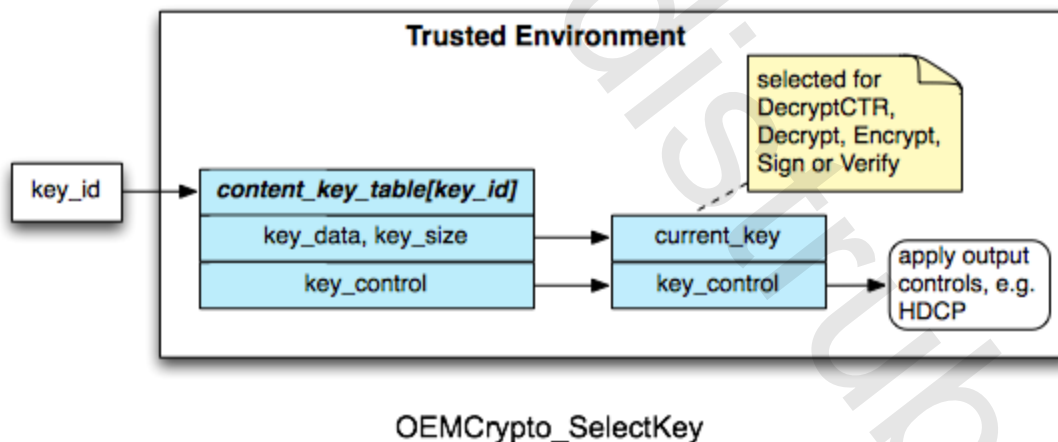 Trusted Environment
selected for
DecryptCTR,
Decrypt, Encrypt,
Sign or Verify
key_id
content_key_table[key_id]
key_data, key_size
current_key
key_control
key_control
apply output
controls, e.g.
HDCP
OEMCrypto_SelectKey